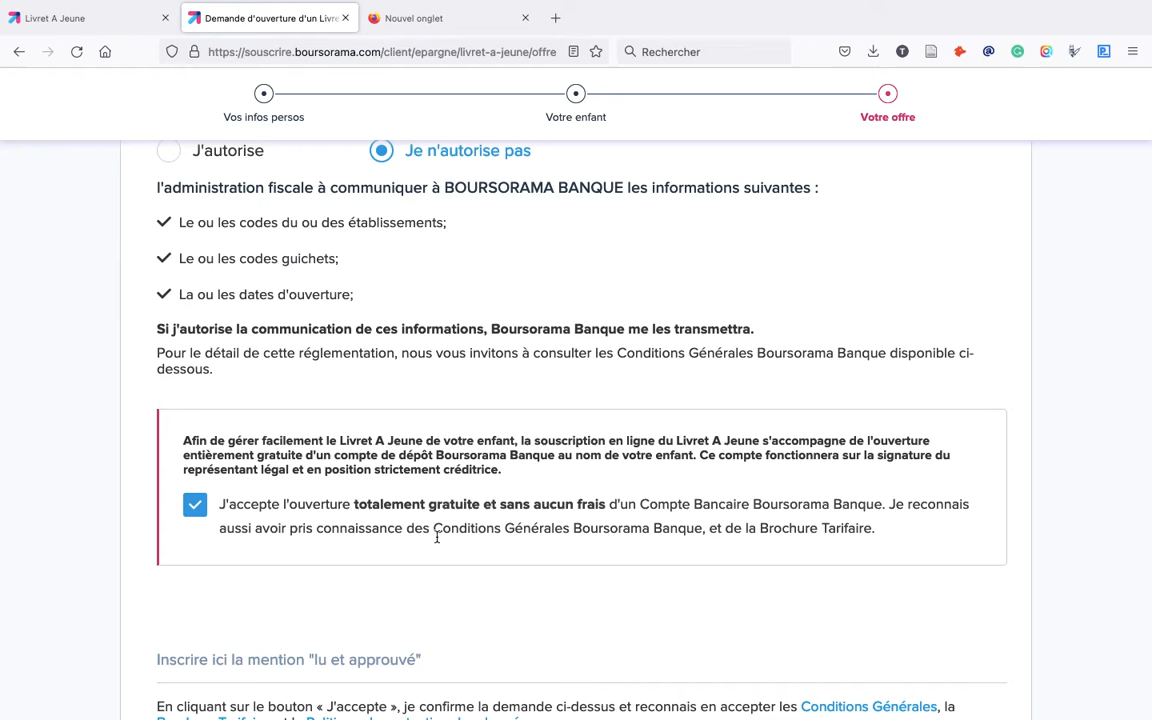 Livret A Jeune
Demande d'ouverture d'un Livre
Nouvel onglet
https://souscrire.boursorama.com/client/epargne/livret-a-jeune/offre
Rechercher
Vos infos persos
Votre enfant
Votre offre
J'autorise
Je n'autorise pas
l'administration fiscale à communiquer à BOURSORAMA BANQUE les informations suivantes :
Le ou les codes du ou des établissements;
Le ou les codes guichets;
La ou les dates d'ouverture;
Si j'autorise la communication de ces informations, Boursorama Banque me les transmettra.
Pour le détail de cette réglementation, nous vous invitons à consulter les Conditions Générales Boursorama Banque disponible ci-
dessous.
Afin de gérer facilement le Livret A Jeune de votre enfant, la souscription en ligne du Livret A Jeune s'accompagne de l'ouverture
entièrement gratuite d'un compte de dépôt Boursorama Banque au nom de votre enfant. Ce compte fonctionnera sur la signature du
représentant légal et en position strictement créditrice.
J'accepte l'ouverture totalement gratuite et sans aucun frais d'un Compte Bancaire Boursorama Banque. Je reconnais
aussi avoir pris connaissance des Conditions Générales Boursorama Banque, et de la Brochure Tarifaire.
Inscrire ici la mention "lu et approuvé"
En cliquant sur le bouton « J'accepte », je confirme la demande ci-dessus et reconnais en accepter les Conditions Générales, la